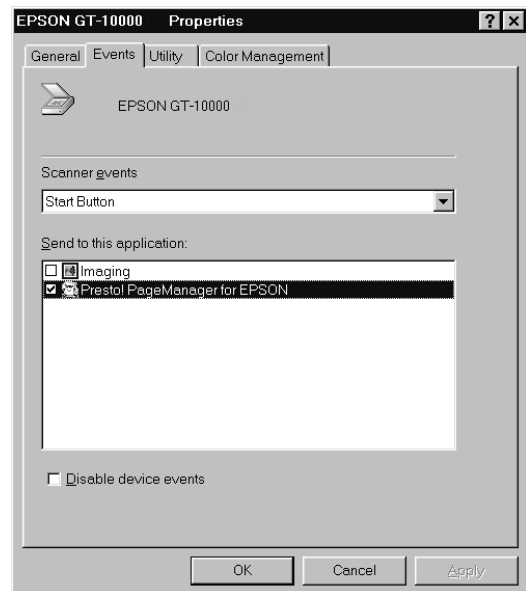 EPSON GT-10000 Properties
General Events Utility Color Management
EPSON GT-10000
Scanner events
Start Button
Send to this application:
Imaging
Presto! PageManager for EPSON
Disable device events
OK Cancel Apply